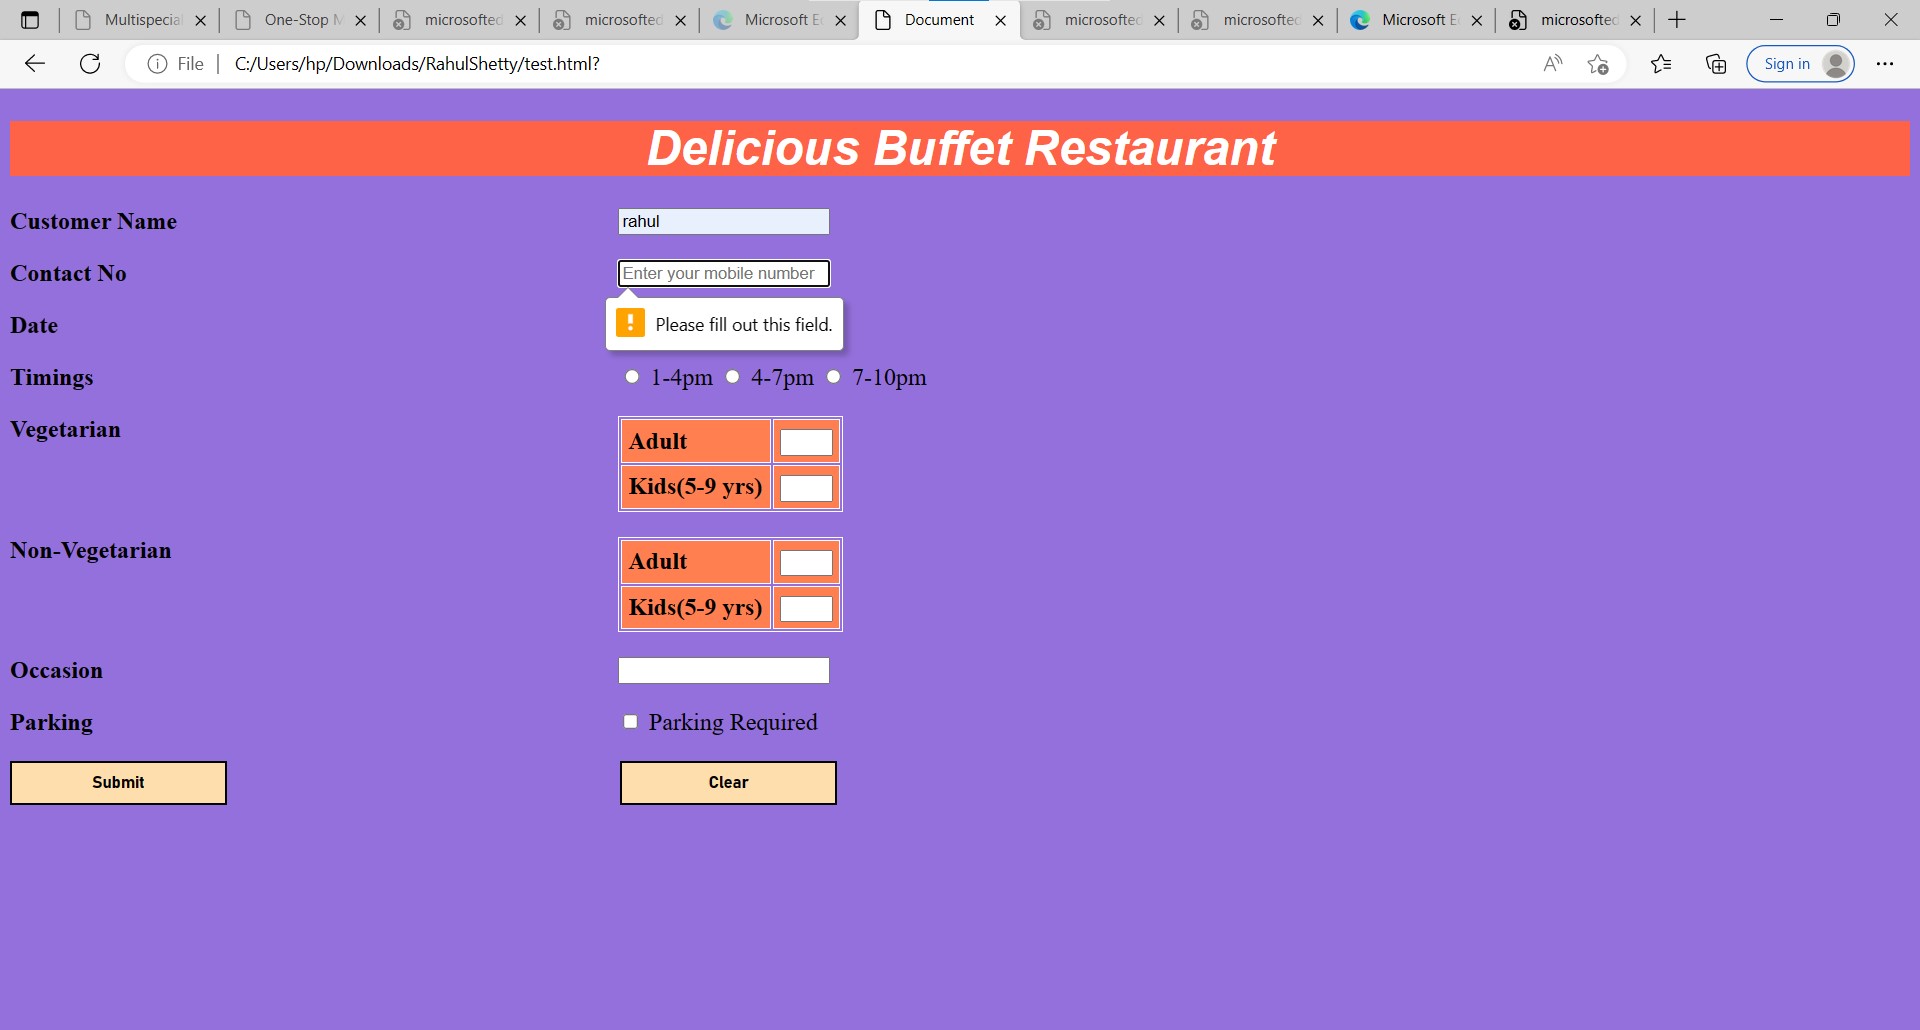 Multispecial
One-Stop M
microsofted
microsofted
Microsoft E
Document
microsofted
microsofted
Microsoft E
microsofted
File
C:/Users/hp/Downloads/RahulShetty/test.html?
Sign in
Delicious Buffet Restaurant
Customer Name rahul
Contact No Enter your mobile number
Date
! Please fill out this field.
Timings 1-4pm 4-7pm 7-10pm
Vegetarian
Adult
Kids(5-9 yrs)
Non-Vegetarian
Adult
Kids(5-9 yrs)
Occasion
Parking Parking Required
Submit Clear